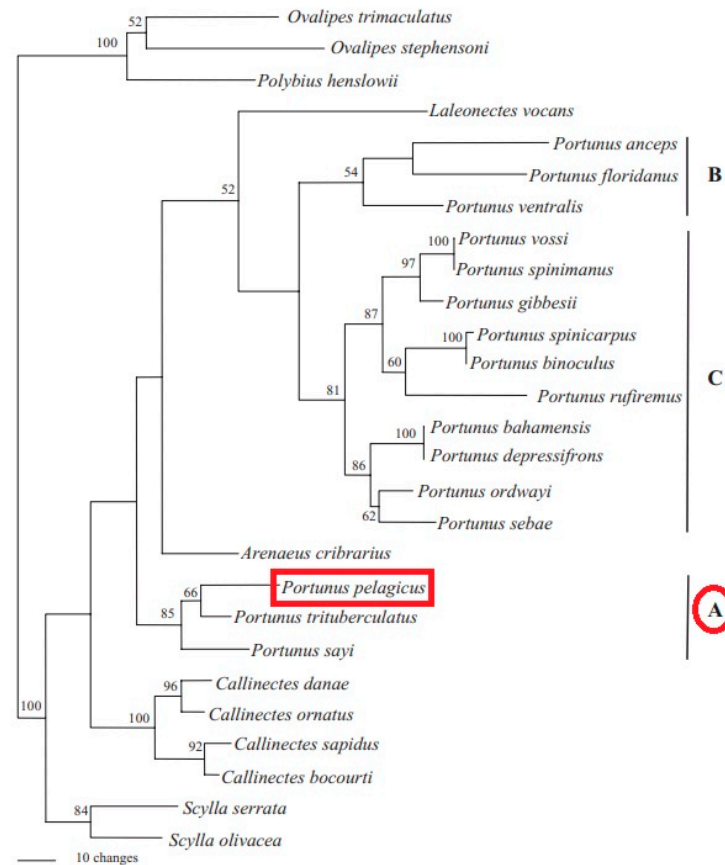 52
Ovalipes trimaculatus
100
Ovalipes stephensoni
Polybius henslowii
Laleonectes vocans
52
Portunus anceps
54
Portunus floridanus
B
Portunus ventralis
100
Portunus vossi
97
Portunus spinimanus
Portunus gibbesii
87
100
Portunus spinicarpus
60
Portunus binoculus
C
81
Portunus rufiremus
100
Portunus bahamensis
86
Portunus depressifrons
Portunus ordwayi
62
Portunus sebae
Arenaeus cribrarius
66
Portunus pelagicus
85
Portunus trituberculatus
A
Portunus sayi
96
Callinectes danae
100
Callinectes ornatus
100
92
Callinectes sapidus
Callinectes bocourti
84
Scylla serrata
Scylla olivacea
10 changes